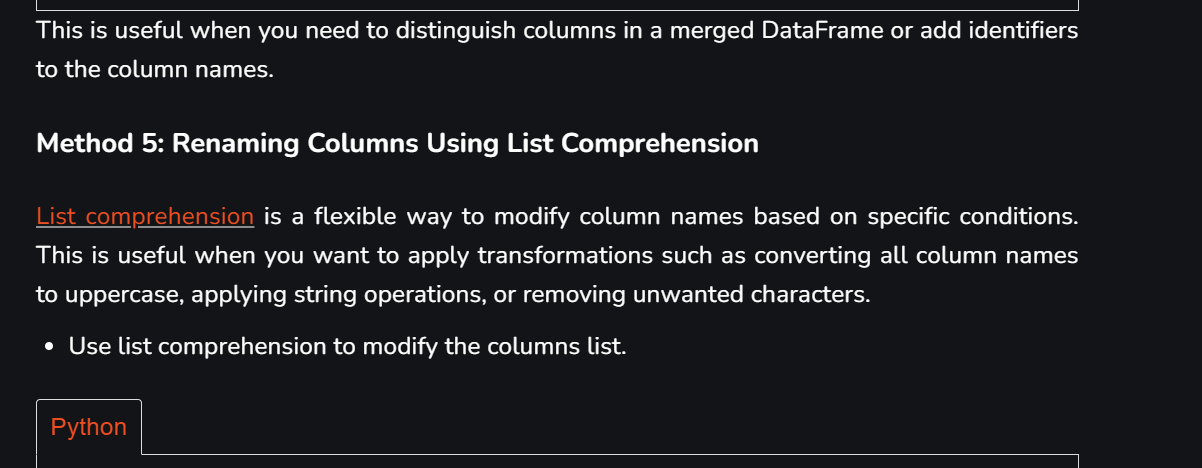 This is useful when you need to distinguish columns in a merged DataFrame or add identifiers
to the column names.
Method 5: Renaming Columns Using List Comprehension
List comprehension is a flexible way to modify column names based on specific conditions.
This is useful when you want to apply transformations such as converting all column names
to uppercase, applying string operations, or removing unwanted characters.
• Use list comprehension to modify the columns list.
Python